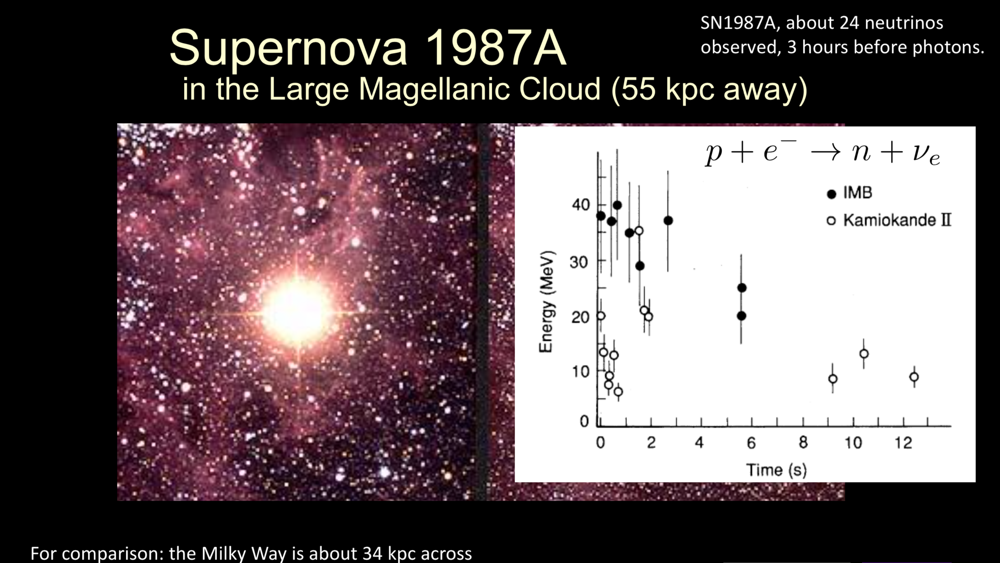 SN1987A, about 24 neutrinos
observed, 3 hours before photons.
Supernova 1987A
in the Large Magellanic Cloud (55 kpc away)
p + e⁻ → n + νₑ
IMB
Kamiokande II
Energy (MeV)
40
30
20
10
0
0 2 4 6 8 10 12
Time (s)
For comparison: the Milky Way is about 34 kpc across